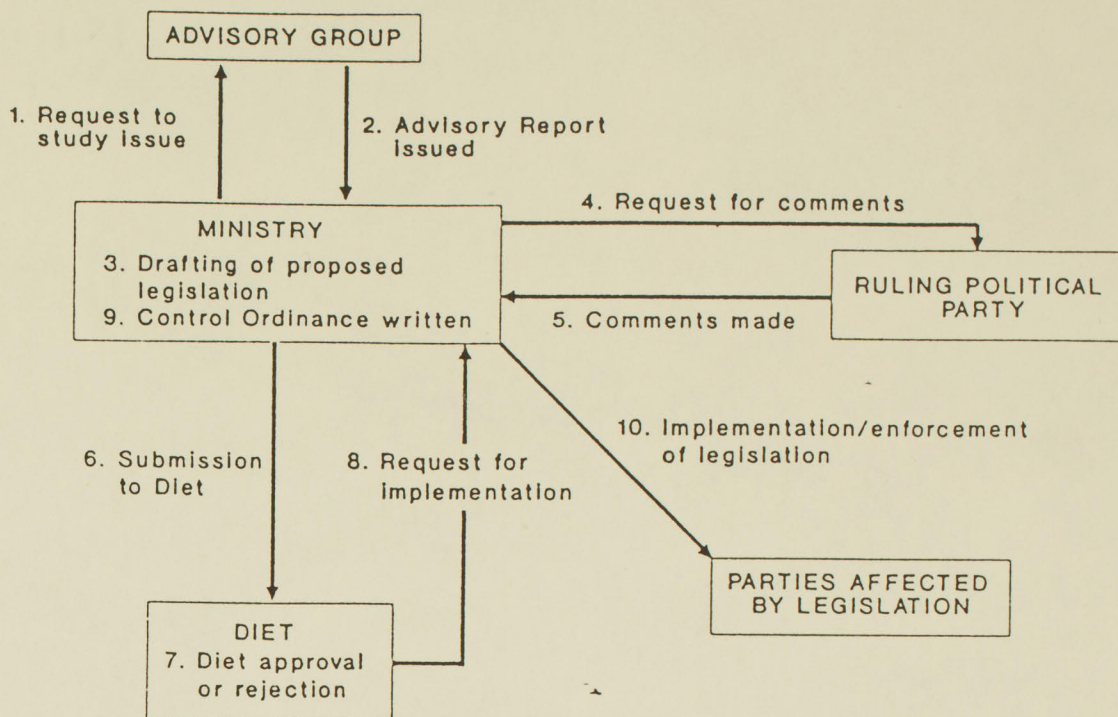 ADVISORY GROUP
1. Request to
study issue
2. Advisory Report
issued
MINISTRY
3. Drafting of proposed
legislation
9. Control Ordinance written
4. Request for comments
RULING POLITICAL
PARTY
5. Comments made
6. Submission
to Diet
8. Request for
implementation
10. Implementation/enforcement
of legislation
PARTIES AFFECTED
BY LEGISLATION
DIET
7. Diet approval
or rejection